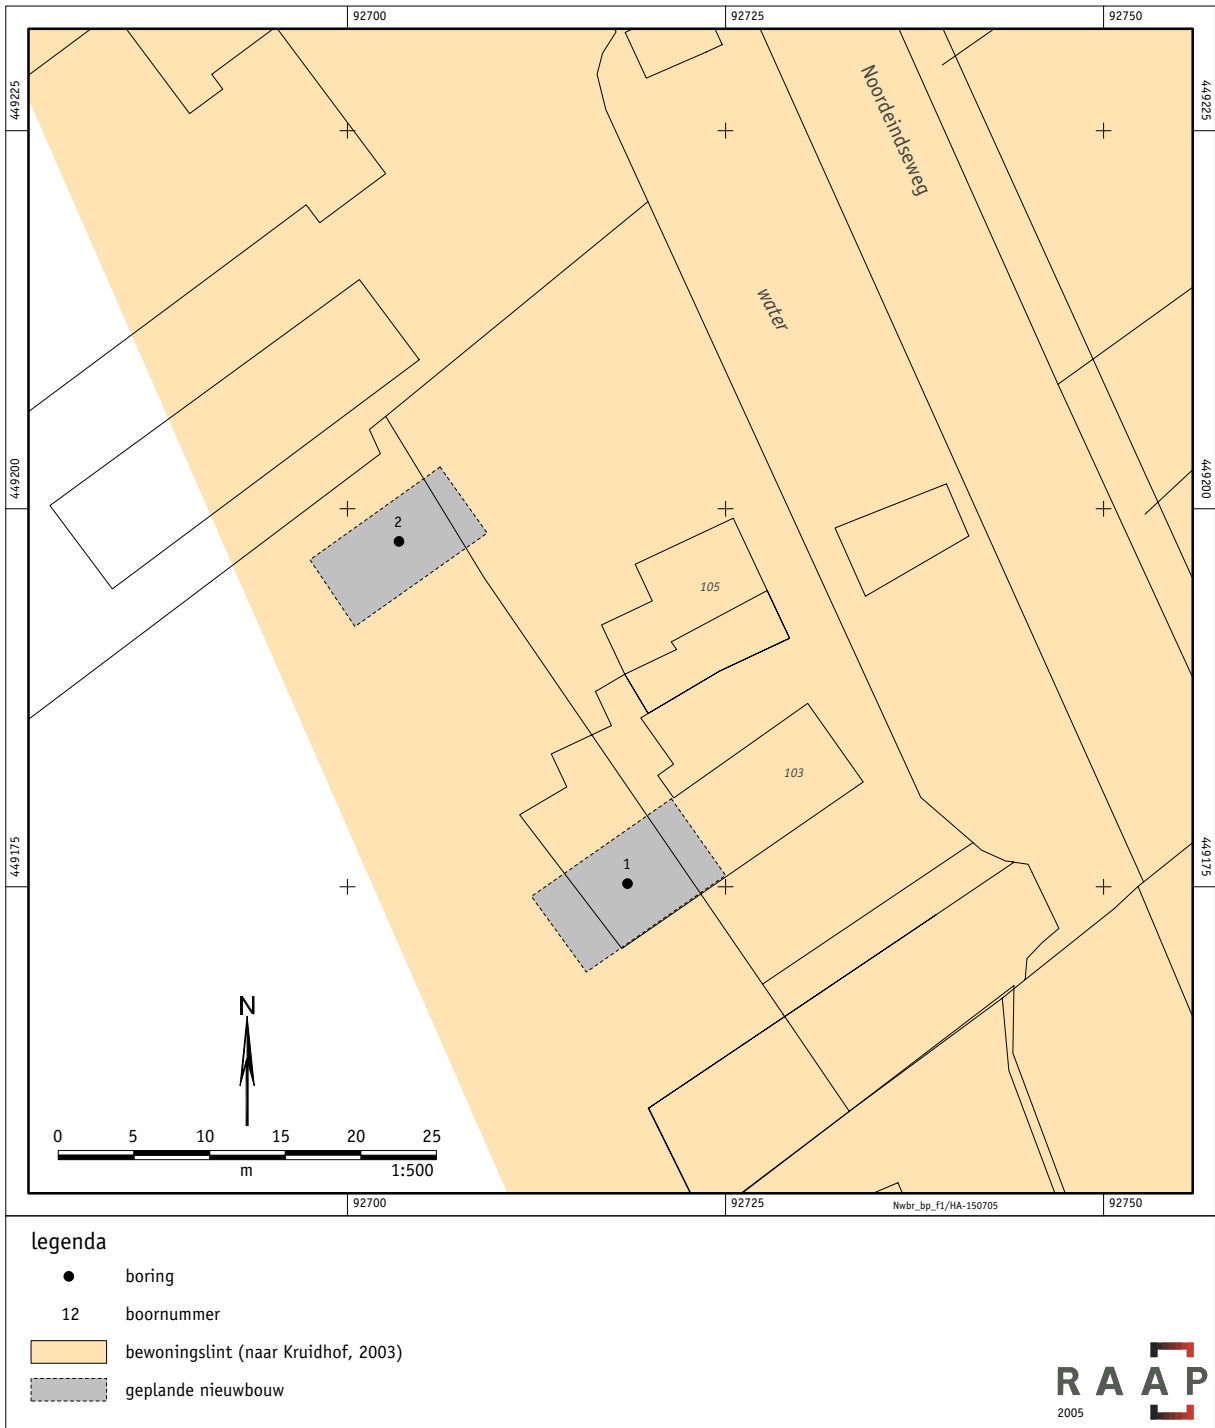 92700
92725
92750
449225
449225
Noordeindseweg
water
449200
449200
2
105
103
449175
449175
1
N
0 5 10 15 20 25
m 1:500
92700
92725
92750
Nwbr_bp_f1/HA-150705
legenda
boring
12 boornummer
bewoningslint (naar Kruidhof, 2003)
geplande nieuwbouw
RAAP
2005